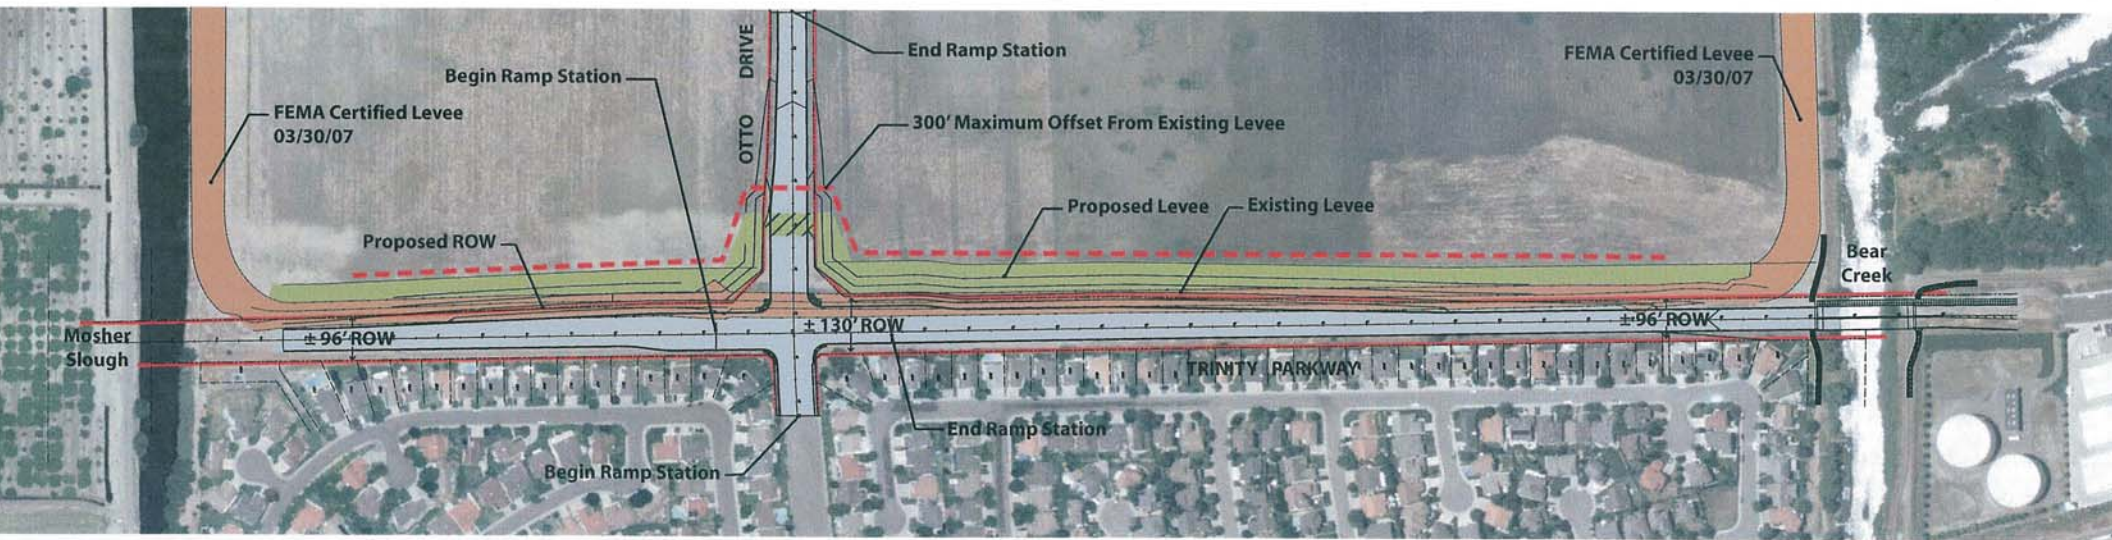 OTTO DRIVE
End Ramp Station
Begin Ramp Station
FEMA Certified Levee
03/30/07
FEMA Certified Levee
03/30/07
300' Maximum Offset From Existing Levee
Proposed Levee
Existing Levee
Proposed ROW
Bear
Creek
Mosher
Slough
± 96' ROW
± 130' ROW
± 96' ROW
TRINITY PARKWAY
End Ramp Station
Begin Ramp Station